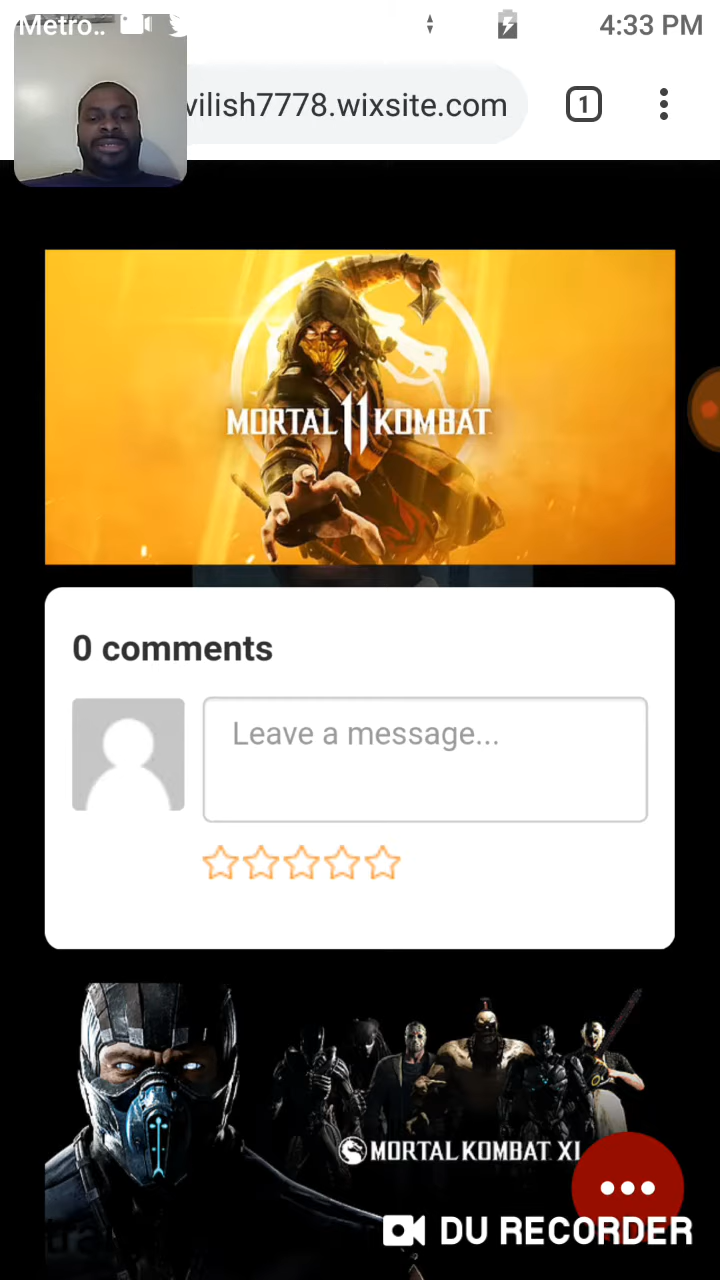 Metro..
4:33 PM
vilish7778.wixsite.com
1
MORTAL 11 KOMBAT
0 comments
Leave a message...
MORTAL KOMBAT XI
DU RECORDER